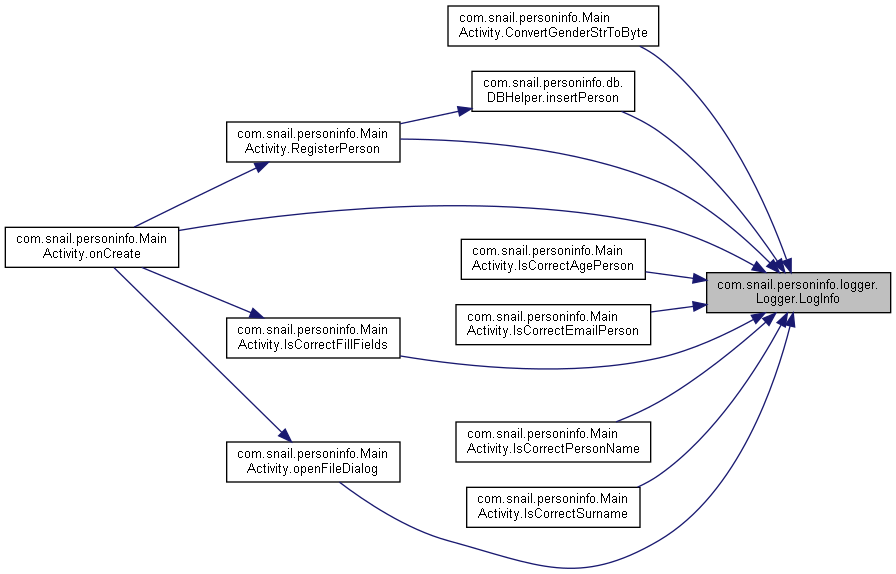 com.snail.personinfo.Main
Activity.ConvertGenderStrToByte
com.snail.personinfo.db.
DBHelper.insertPerson
com.snail.personinfo.Main
Activity.RegisterPerson
com.snail.personinfo.Main
Activity.onCreate
com.snail.personinfo.Main
Activity.IsCorrectAgePerson
com.snail.personinfo.logger.
Logger.LogInfo
com.snail.personinfo.Main
Activity.IsCorrectEmailPerson
com.snail.personinfo.Main
Activity.IsCorrectFillFields
com.snail.personinfo.Main
Activity.IsCorrectPersonName
com.snail.personinfo.Main
Activity.openFileDialog
com.snail.personinfo.Main
Activity.IsCorrectSurname